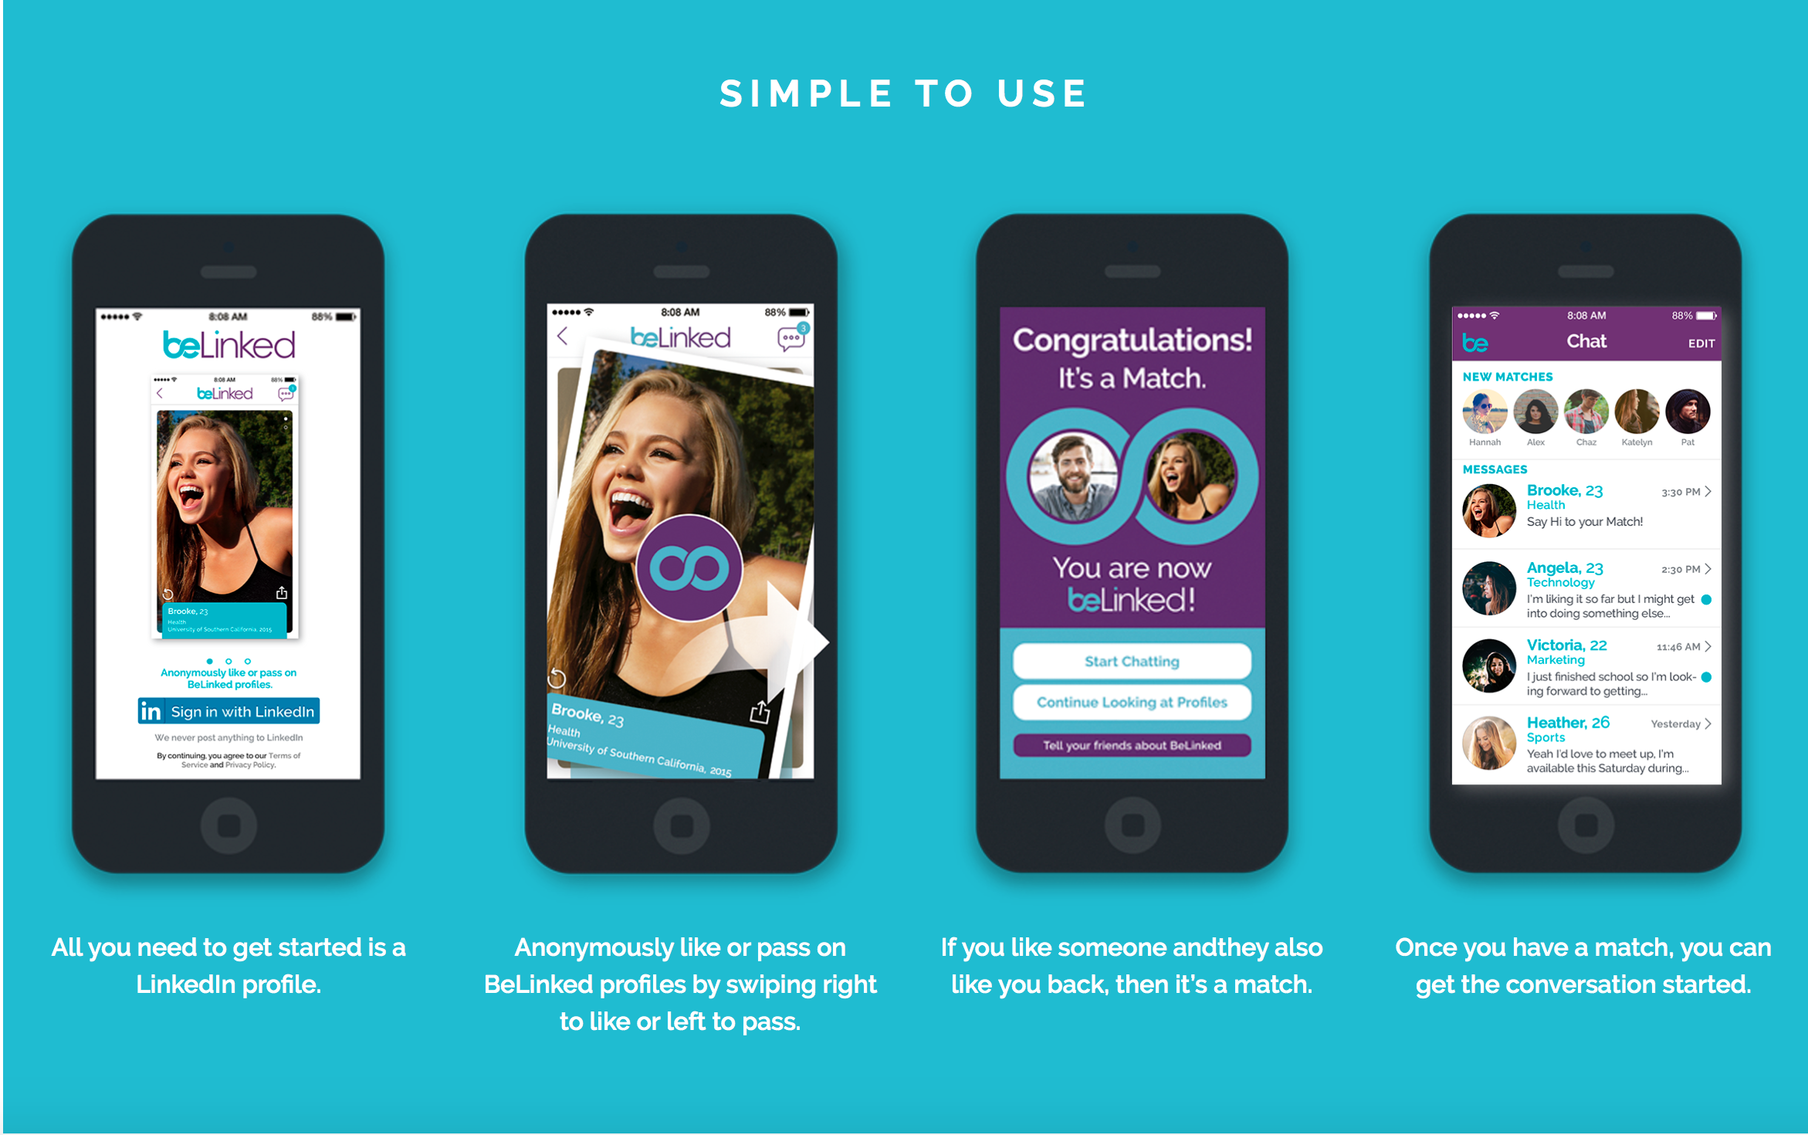 SIMPLE TO USE
8:08 AM
88%
beLinked
8:08 AM
88%
beLinked
Brooke, 23
Health
University of Southern California, 2015
Anonymously like or pass on
BeLinked profiles.
in Sign in with LinkedIn
We never post anything to LinkedIn
By continuing, you agree to our Terms of
Service and Privacy Policy.
All you need to get started is a
LinkedIn profile.
8:08 AM
88%
beLinked
3
Brooke, 23
Health
University of Southern California, 2015
Anonymously like or pass on
BeLinked profiles by swiping right
to like or left to pass.
Congratulations!
It's a Match.
You are now
beLinked!
Start Chatting
Continue Looking at Profiles
Tell your friends about BeLinked
If you like someone andthey also
like you back, then it's a match.
8:08 AM
88%
be Chat EDIT
NEW MATCHES
Hannah Alex Chaz Katelyn Pat
MESSAGES
Brooke, 23 3:30 PM
Health
Say Hi to your Match!
Angela, 23 2:30 PM
Technology
I'm liking it so far but I might get
into doing something else...
Victoria, 22 11:46 AM
Marketing
I just finished school so I'm look-
ing forward to getting...
Heather, 26 Yesterday
Sports
Yeah I'd love to meet up, I'm
available this Saturday during...
Once you have a match, you can
get the conversation started.